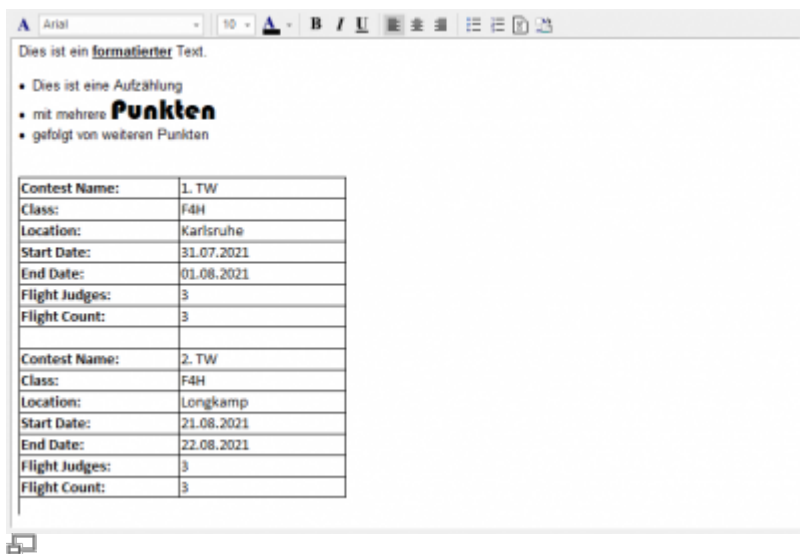 A Arial 10 A B I U
Dies ist ein formatierter Text.
Dies ist eine Aufzählung
mit mehrere Punkten
gefolgt von weiteren Punkten
Contest Name: 1. TW
Class: F4H
Location: Karlsruhe
Start Date: 31.07.2021
End Date: 01.08.2021
Flight Judges: 3
Flight Count: 3
Contest Name: 2. TW
Class: F4H
Location: Longkamp
Start Date: 21.08.2021
End Date: 22.08.2021
Flight Judges: 3
Flight Count: 3